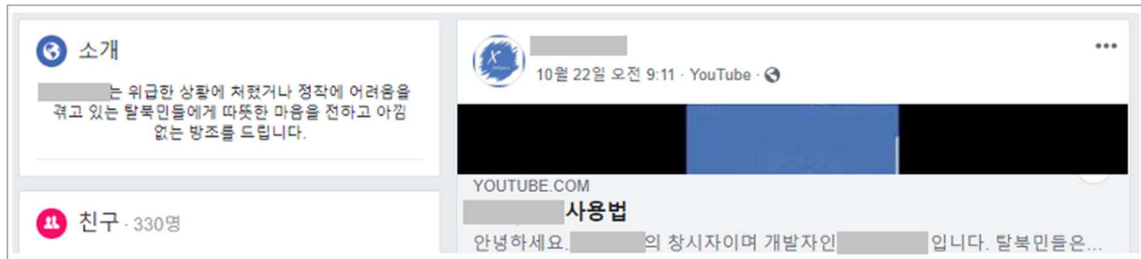 소개
는 위급한 상황에 처했거나 정착에 어려움을
겪고 있는 탈북민들에게 따뜻한 마음을 전하고 아낌
없는 방조를 드립니다.
친구 · 330명
10월 22일 오전 9:11 · YouTube ·
YOUTUBE.COM
사용법
안녕하세요. 의 창시자이며 개발자인 입니다. 탈북민들은...